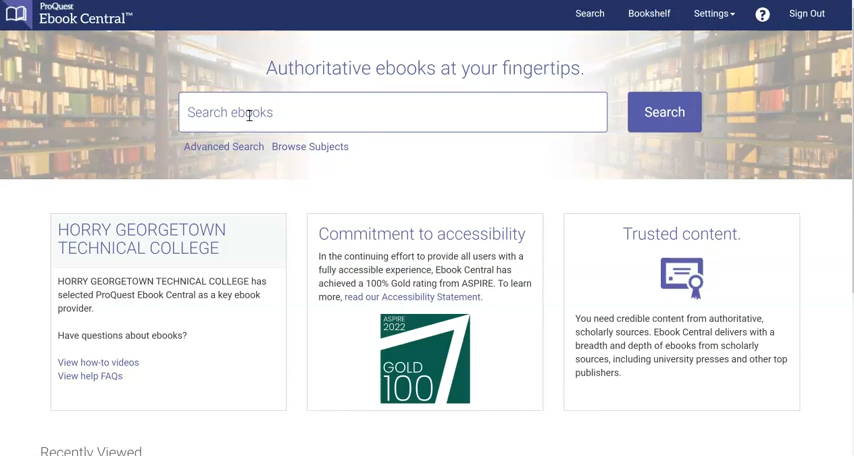 ProQuest
Ebook Central™
Search
Bookshelf
Settings
?
Sign Out
Authoritative ebooks at your fingertips.
Search ebooks
Search
Advanced Search
Browse Subjects
HORRY GEORGETOWN
TECHNICAL COLLEGE
HORRY GEORGETOWN TECHNICAL COLLEGE has
selected ProQuest Ebook Central as a key ebook
provider.
Have questions about ebooks?
View how-to videos
View help FAQs
Commitment to accessibility
In the continuing effort to provide all users with a
fully accessible experience, Ebook Central has
achieved a 100% Gold rating from ASPIRE. To learn
more, read our Accessibility Statement.
ASPIRE
2022
GOLD
100
Trusted content.
You need credible content from authoritative,
scholarly sources. Ebook Central delivers with a
breadth and depth of ebooks from scholarly
sources, including university presses and other top
publishers.
Recently Viewed